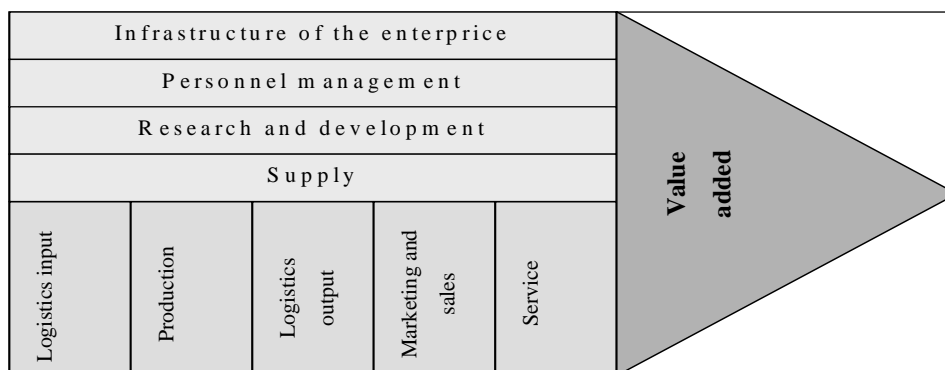 Infrastructure of the enterprice
Personnel management
Research and development
Supply
Logistics input
Production
Logistics
output
Marketing and
sales
Service
Value
added